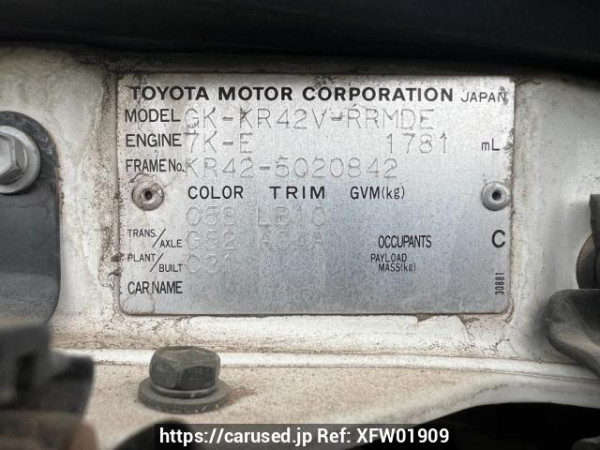 TOYOTA MOTOR CORPORATION JAPAN
MODEL GK-KR42V-RRMDE
ENGINE 7K-E 1781 mL
FRAME No. KR42-5020842
COLOR TRIM GVM(kg)
058 LB10
TRANS./AXLE G52 OCCUPANTS C
PLANT/BUILT PAYLOAD MASS(kg)
CAR NAME
30881
https://carused.jp Ref: XFW01909